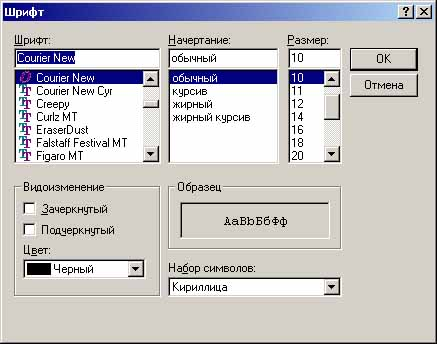 Шрифт
Шрифт:
Начертание:
Размер:
Courier New
обычный
10
OK
Отмена
Courier New
Courier New Cyr
Creepy
Curlz MT
EraserDust
Falstaff Festival MT
Figaro MT
обычный
курсив
жирный
жирный курсив
10
11
12
14
16
18
20
Видоизменение
Зачеркнутый
Подчеркнутый
Цвет:
Черный
Образец
АаBbБбФф
Набор символов:
Кириллица